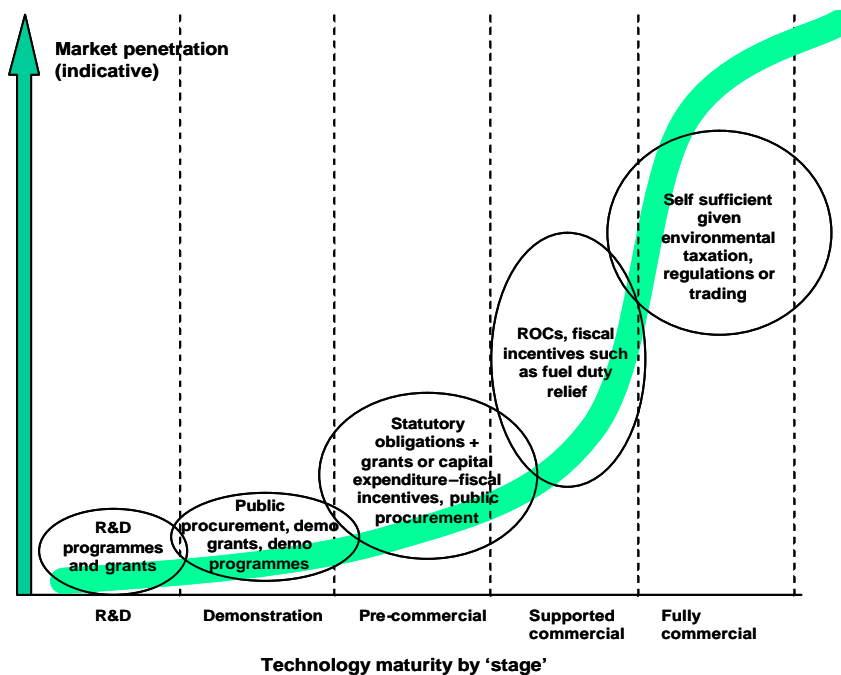 Market penetration
(indicative)
Self sufficient
given
environmental
taxation,
regulations or
trading
ROCs, fiscal
incentives such
as fuel duty
relief
Statutory
obligations +
grants or capital
expenditure–fiscal
incentives, public
procurement
Public
procurement, demo
grants, demo
programmes
R&D
programmes
and grants
R&D
Demonstration
Pre-commercial
Supported
commercial
Fully
commercial
Technology maturity by ‘stage’